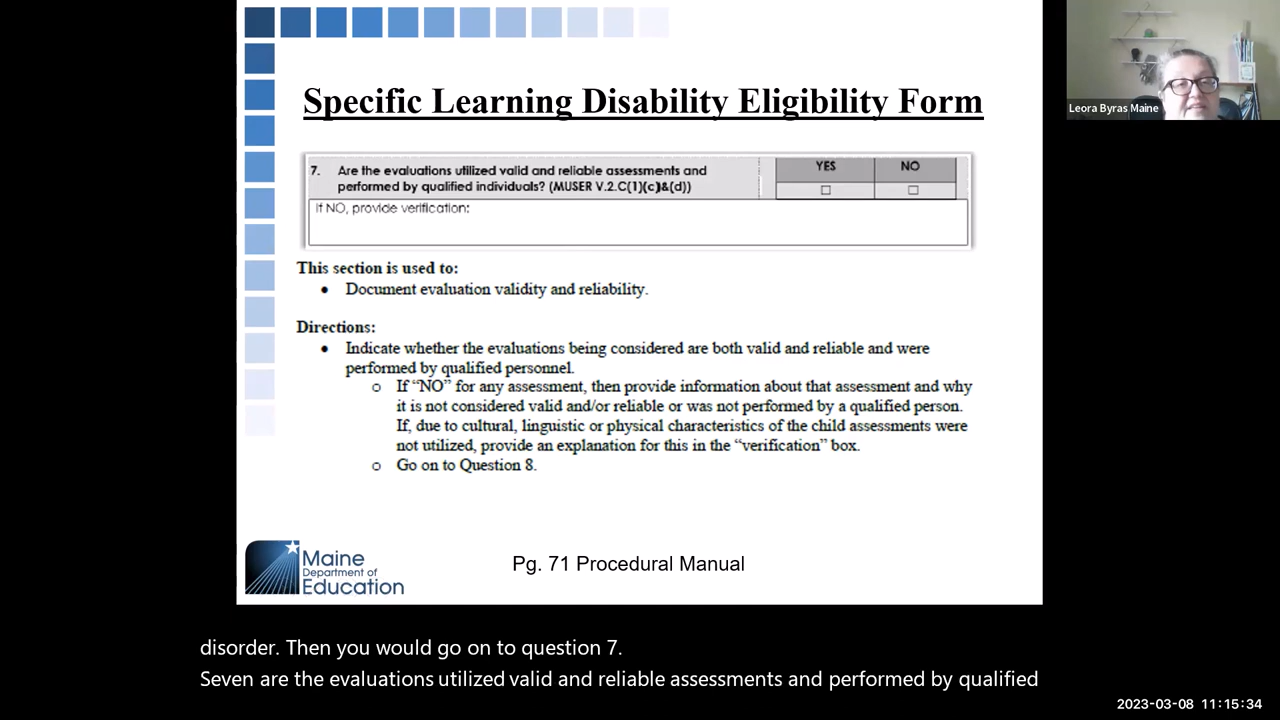 Specific Learning Disability Eligibility Form
7. Are the evaluations utilized valid and reliable assessments and
performed by qualified individuals? (MUSER V.2.C(1)(c)&(d))
YES
NO
If NO, provide verification:
This section is used to:
• Document evaluation validity and reliability.
Directions:
• Indicate whether the evaluations being considered are both valid and reliable and were
performed by qualified personnel.
o If “NO” for any assessment, then provide information about that assessment and why
it is not considered valid and/or reliable or was not performed by a qualified person.
If, due to cultural, linguistic or physical characteristics of the child assessments were
not utilized, provide an explanation for this in the “verification” box.
o Go on to Question 8.
Maine
Department of
Education
Pg. 71 Procedural Manual
Leora Byras Maine
disorder. Then you would go on to question 7.
Seven are the evaluations utilized valid and reliable assessments and performed by qualified
2023-03-08 11:15:34